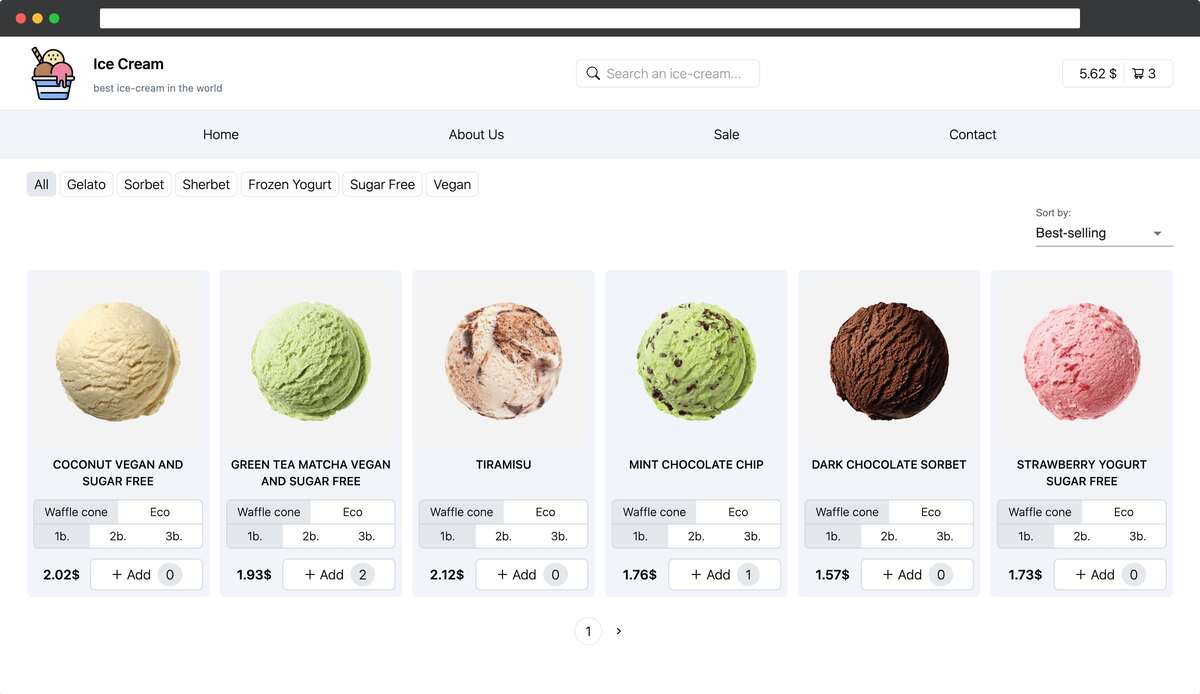 Ice Cream
best ice-cream in the world
Search an ice-cream...
5.62 $ 3
Home About Us Sale Contact
All Gelato Sorbet Sherbet Frozen Yogurt Sugar Free Vegan
Sort by:
Best-selling
COCONUT VEGAN AND
SUGAR FREE
Waffle cone Eco
1b. 2b. 3b.
2.02$ + Add 0
GREEN TEA MATCHA VEGAN
AND SUGAR FREE
Waffle cone Eco
1b. 2b. 3b.
1.93$ + Add 2
TIRAMISU
Waffle cone Eco
1b. 2b. 3b.
2.12$ + Add 0
MINT CHOCOLATE CHIP
Waffle cone Eco
1b. 2b. 3b.
1.76$ + Add 1
DARK CHOCOLATE SORBET
Waffle cone Eco
1b. 2b. 3b.
1.57$ + Add 0
STRAWBERRY YOGURT
SUGAR FREE
Waffle cone Eco
1b. 2b. 3b.
1.73$ + Add 0
1 ›